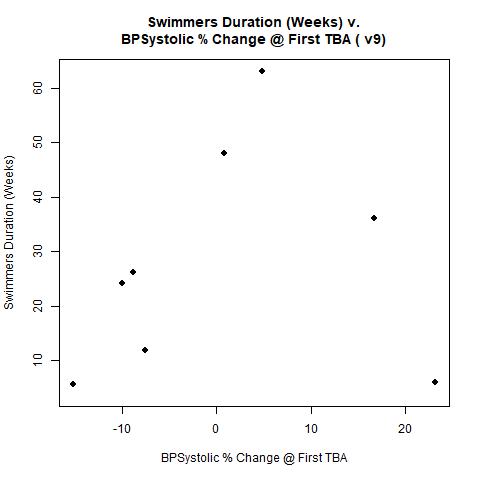 Swimmers Duration (Weeks) v.
BPSystolic % Change @ First TBA ( v9)
Swimmers Duration (Weeks)
60
50
40
30
20
10
-10 0 10 20
BPSystolic % Change @ First TBA